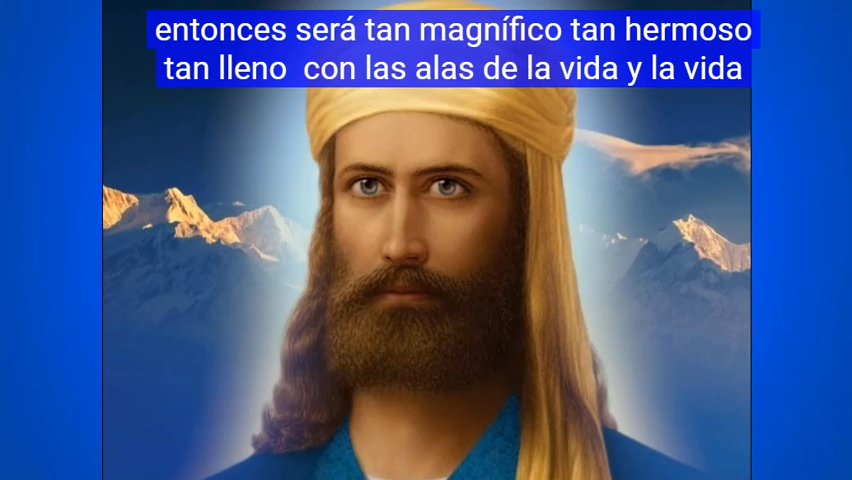 entonces será tan magnífico tan hermoso
tan lleno con las alas de la vida y la vida